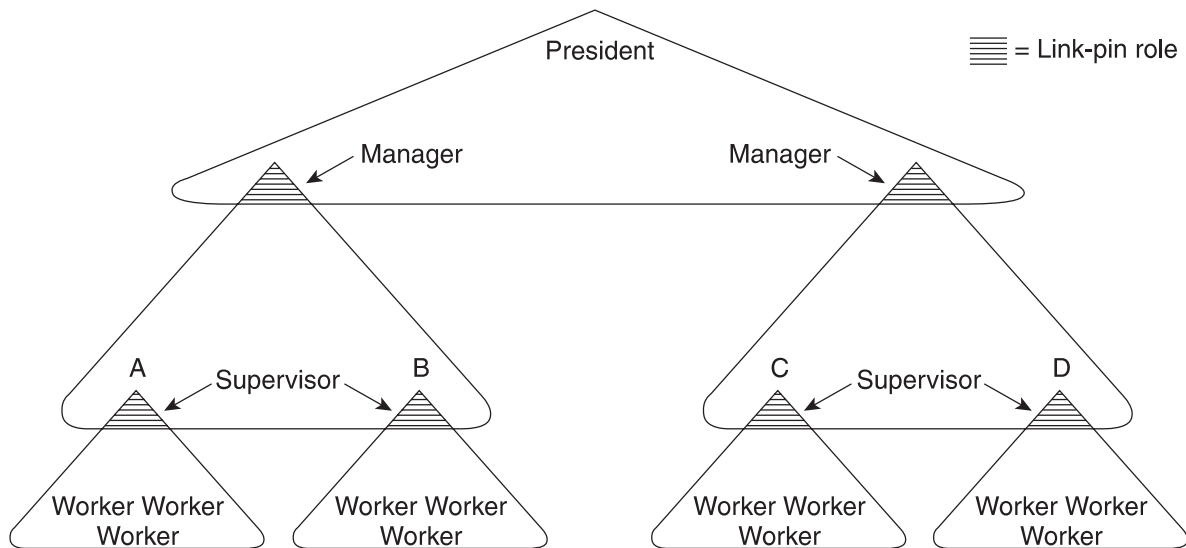 President
= Link-pin role
Manager
Manager
A
Supervisor
B
C
Supervisor
D
Worker Worker
Worker
Worker Worker
Worker
Worker Worker
Worker
Worker Worker
Worker